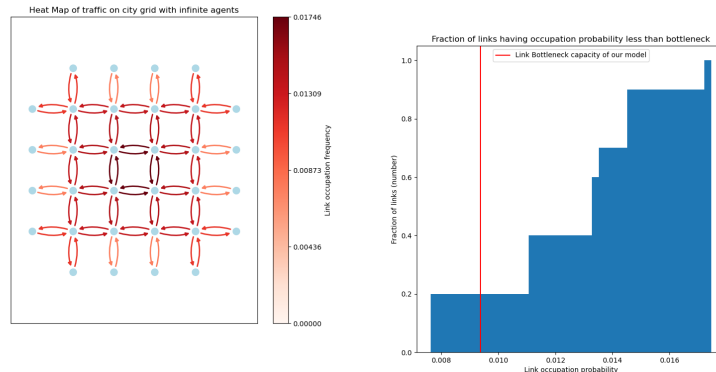 Heat Map of traffic on city grid with infinite agents
0.01746
0.01309
0.00873
0.00436
0.00000
Link occupation frequency
Fraction of links having occupation probability less than bottleneck
Link Bottleneck capacity of our model
1.0
0.8
0.6
0.4
0.2
0.0
Fraction of links (number)
0.008
0.010
0.012
0.014
0.016
Link occupation probability